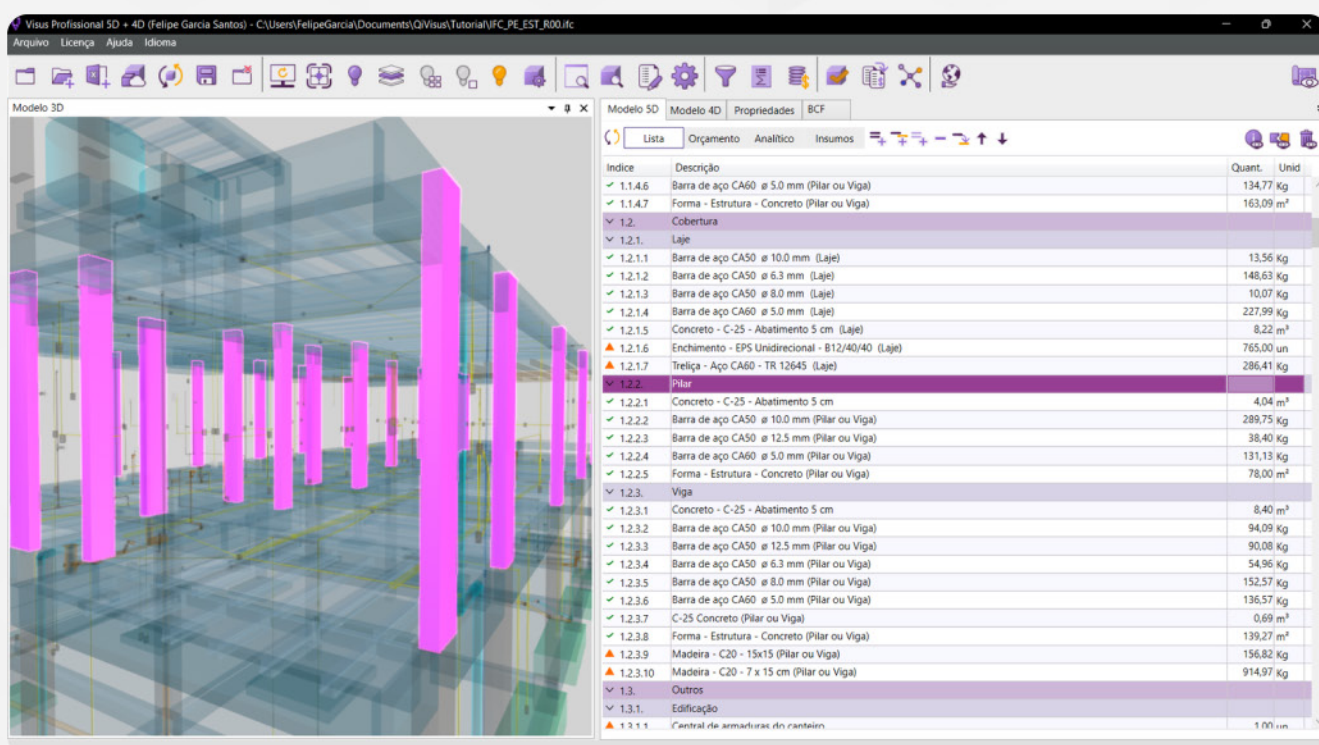 Visus Profissional 5D + 4D (Felipe Garcia Santos) - C:\Users\FelipeGarcia\Documents\QiVisus\Tutorial\IFC_PE_EST_R00.ifc
Arquivo Licença Ajuda Idioma
Modelo 3D
Modelo 5D Modelo 4D Propriedades BCF
Lista Orçamento Analítico Insumos
Indice Descrição Quant. Unid
1.1.4.6 Barra de aço CA60 ø 5.0 mm (Pilar ou Viga) 134,77 Kg
1.1.4.7 Forma - Estrutura - Concreto (Pilar ou Viga) 163,09 m²
1.2. Cobertura
1.2.1. Laje
1.2.1.1 Barra de aço CA50 ø 10.0 mm (Laje) 13,56 Kg
1.2.1.2 Barra de aço CA50 ø 6.3 mm (Laje) 148,63 Kg
1.2.1.3 Barra de aço CA50 ø 8.0 mm (Laje) 10,07 Kg
1.2.1.4 Barra de aço CA60 ø 5.0 mm (Laje) 227,99 Kg
1.2.1.5 Concreto - C-25 - Abatimento 5 cm (Laje) 8,22 m³
1.2.1.6 Enchimento - EPS Unidirecional - B12/40/40 (Laje) 765,00 un
1.2.1.7 Treliça - Aço CA60 - TR 12645 (Laje) 286,41 Kg
1.2.2. Pilar
1.2.2.1 Concreto - C-25 - Abatimento 5 cm 4,04 m³
1.2.2.2 Barra de aço CA50 ø 10.0 mm (Pilar ou Viga) 289,75 Kg
1.2.2.3 Barra de aço CA50 ø 12.5 mm (Pilar ou Viga) 38,40 Kg
1.2.2.4 Barra de aço CA60 ø 5.0 mm (Pilar ou Viga) 131,13 Kg
1.2.2.5 Forma - Estrutura - Concreto (Pilar ou Viga) 78,00 m²
1.2.3. Viga
1.2.3.1 Concreto - C-25 - Abatimento 5 cm 8,40 m³
1.2.3.2 Barra de aço CA50 ø 10.0 mm (Pilar ou Viga) 94,09 Kg
1.2.3.3 Barra de aço CA50 ø 12.5 mm (Pilar ou Viga) 90,08 Kg
1.2.3.4 Barra de aço CA50 ø 6.3 mm (Pilar ou Viga) 54,96 Kg
1.2.3.5 Barra de aço CA50 ø 8.0 mm (Pilar ou Viga) 152,57 Kg
1.2.3.6 Barra de aço CA60 ø 5.0 mm (Pilar ou Viga) 136,57 Kg
1.2.3.7 C-25 Concreto (Pilar ou Viga) 0,69 m³
1.2.3.8 Forma - Estrutura - Concreto (Pilar ou Viga) 139,27 m²
1.2.3.9 Madeira - C20 - 15x15 (Pilar ou Viga) 156,82 Kg
1.2.3.10 Madeira - C20 - 7 x 15 cm (Pilar ou Viga) 914,97 Kg
1.3. Outros
1.3.1. Edificação
1.3.1.1 Central de armaduras do canteiro 1,00 un